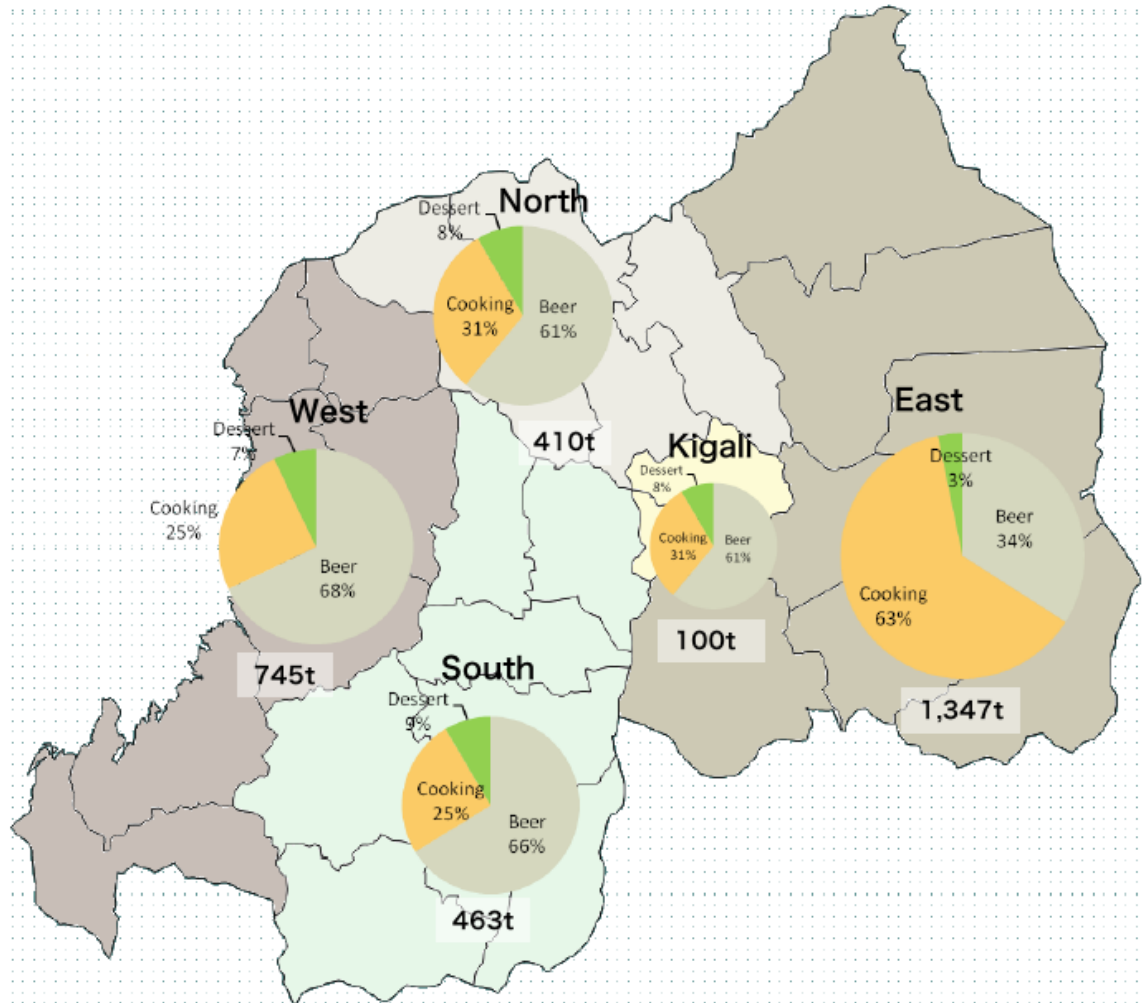 North
Dessert
8%
Cooking
31%
Beer
61%
410t
West
Dessert
7%
Cooking
25%
Beer
68%
745t
Kigali
Dessert
8%
Cooking
31%
Beer
61%
100t
East
Dessert
3%
Beer
34%
Cooking
63%
1,347t
South
Dessert
9%
Cooking
25%
Beer
66%
463t